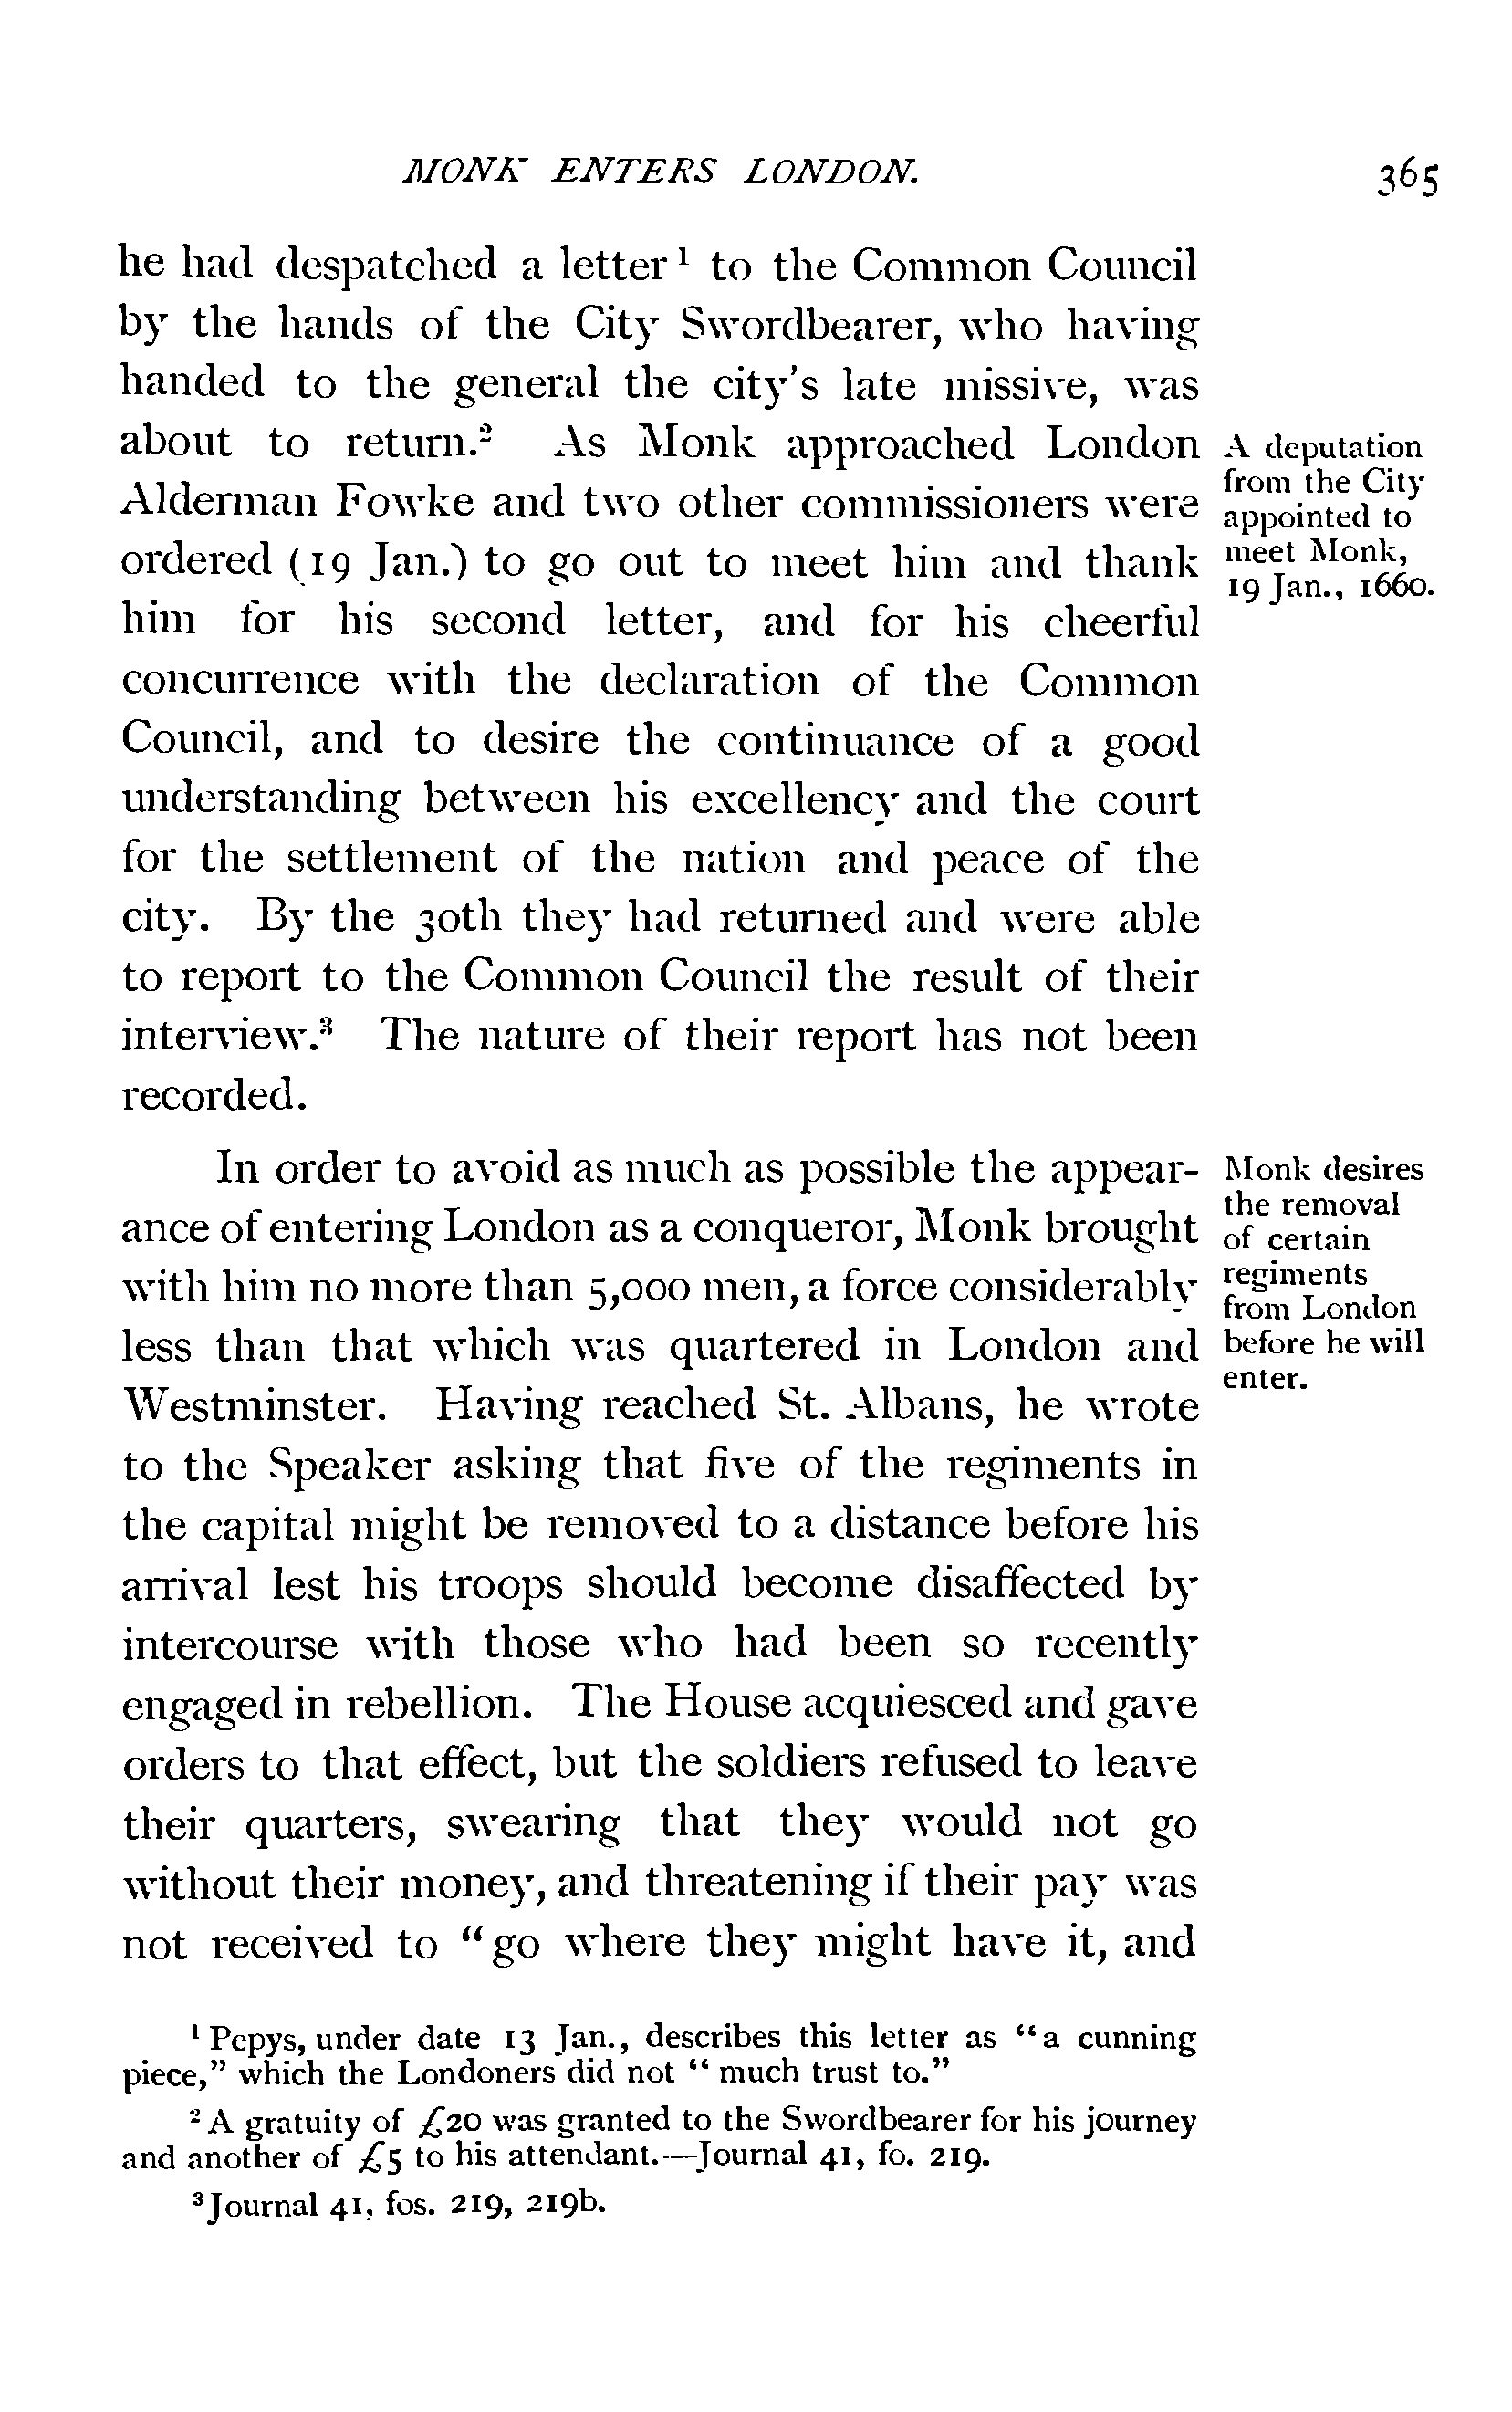 MONK ENTERS LONDON. 365
he had despatched a letter¹ to the Common Council
by the hands of the City Swordbearer, who having
handed to the general the city's late missive, was
about to return.² As Monk approached London
Alderman Fowke and two other commissioners were
ordered (19 Jan.) to go out to meet him and thank
him for his second letter, and for his cheerful
concurrence with the declaration of the Common
Council, and to desire the continuance of a good
understanding between his excellency and the court
for the settlement of the nation and peace of the
city. By the 30th they had returned and were able
to report to the Common Council the result of their
interview.³ The nature of their report has not been
recorded.
A deputation
from the City
appointed to
meet Monk,
19 Jan., 1660.
In order to avoid as much as possible the appear-
ance of entering London as a conqueror, Monk brought
with him no more than 5,000 men, a force considerably
less than that which was quartered in London and
Westminster. Having reached St. Albans, he wrote
to the Speaker asking that five of the regiments in
the capital might be removed to a distance before his
arrival lest his troops should become disaffected by
intercourse with those who had been so recently
engaged in rebellion. The House acquiesced and gave
orders to that effect, but the soldiers refused to leave
their quarters, swearing that they would not go
without their money, and threatening if their pay was
not received to "go where they might have it, and
Monk desires
the removal
of certain
regiments
from London
before he will
enter.
¹ Pepys, under date 13 Jan., describes this letter as "a cunning
piece," which the Londoners did not "much trust to."
² A gratuity of £20 was granted to the Swordbearer for his journey
and another of £5 to his attendant.—Journal 41, fo. 219.
³ Journal 41, fos. 219, 219b.